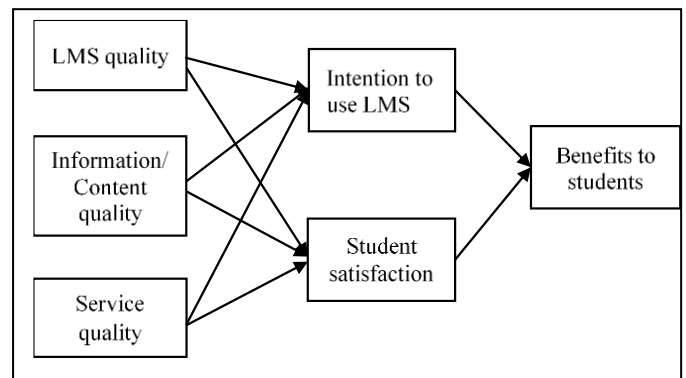 LMS quality
Information/
Content
quality
Service
quality
Intention to
use LMS
Student
satisfaction
Benefits to
students